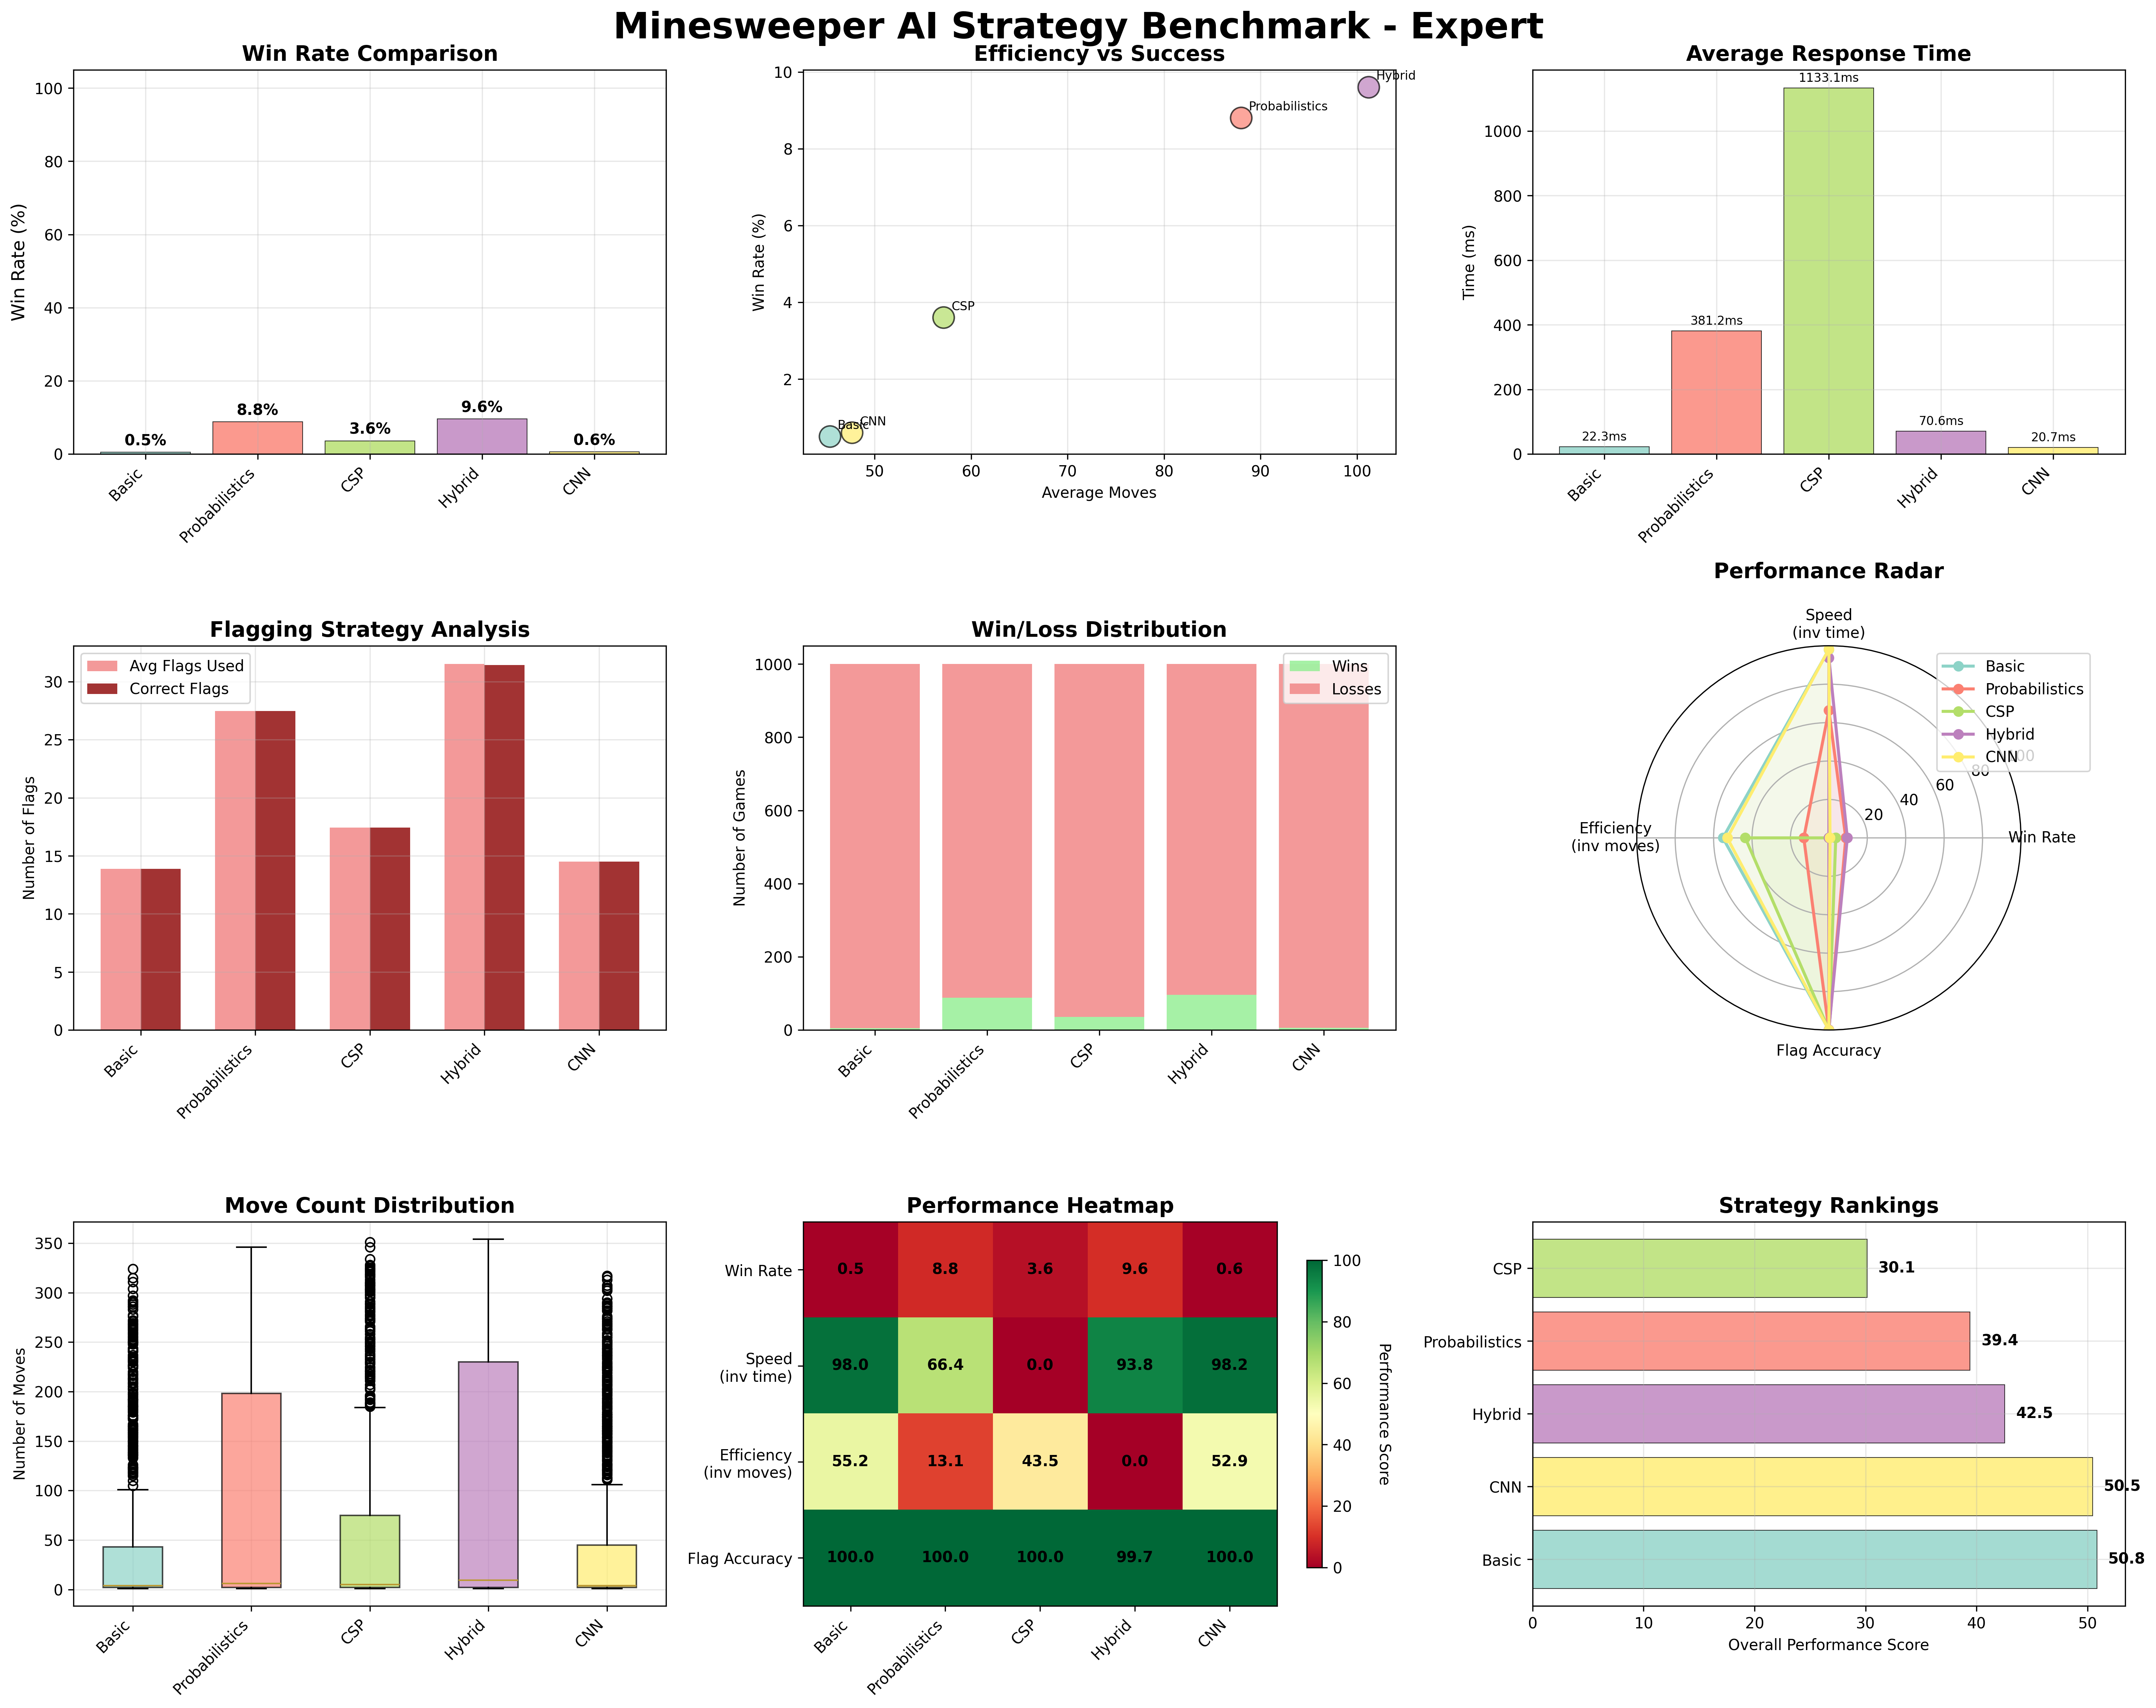 Minesweeper AI Strategy Benchmark - Expert
Win Rate Comparison
Win Rate (%)
100
80
60
40
20
0
0.5%
8.8%
3.6%
9.6%
0.6%
Basic
Probabilistics
CSP
Hybrid
CNN
Efficiency vs Success
Win Rate (%)
10
8
6
4
2
Hybrid
Probabilistics
CSP
CNN
Basic
50
60
70
80
90
100
Average Moves
Average Response Time
Time (ms)
1000
800
600
400
200
0
22.3ms
381.2ms
1133.1ms
70.6ms
20.7ms
Basic
Probabilistics
CSP
Hybrid
CNN
Flagging Strategy Analysis
Number of Flags
Avg Flags Used
Correct Flags
30
25
20
15
10
5
0
Basic
Probabilistics
CSP
Hybrid
CNN
Win/Loss Distribution
Number of Games
Wins
Losses
1000
800
600
400
200
0
Basic
Probabilistics
CSP
Hybrid
CNN
Performance Radar
Speed
(inv time)
Basic
Probabilistics
CSP
Hybrid
CNN
100
80
60
40
20
Efficiency
(inv moves)
Win Rate
Flag Accuracy
Move Count Distribution
Number of Moves
350
300
250
200
150
100
50
0
Basic
Probabilistics
CSP
Hybrid
CNN
Performance Heatmap
Win Rate
0.5 8.8 3.6 9.6 0.6
Speed
(inv time)
98.0 66.4 0.0 93.8 98.2
Efficiency
(inv moves)
55.2 13.1 43.5 0.0 52.9
Flag Accuracy
100.0 100.0 100.0 99.7 100.0
Basic
Probabilistics
CSP
Hybrid
CNN
100
80
60
40
20
0
Performance Score
Strategy Rankings
CSP 30.1
Probabilistics 39.4
Hybrid 42.5
CNN 50.5
Basic 50.8
0
10
20
30
40
50
Overall Performance Score